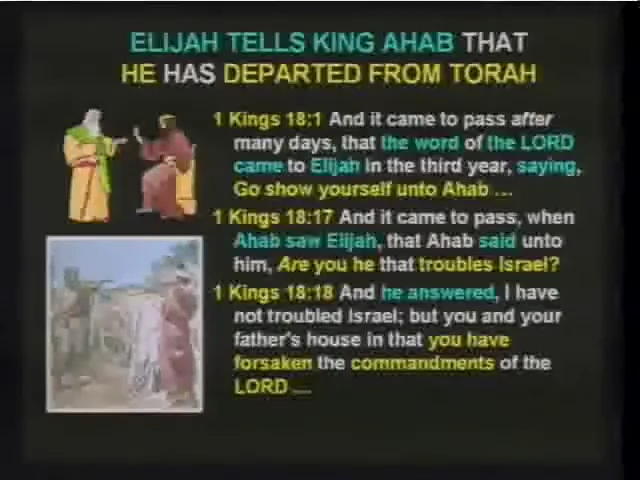 ELIJAH TELLS KING AHAB THAT
HE HAS DEPARTED FROM TORAH
1 Kings 18:1 And it came to pass after
many days, that the word of the LORD
came to Elijah in the third year, saying,
Go show yourself unto Ahab ...
1 Kings 18:17 And it came to pass, when
Ahab saw Elijah, that Ahab said unto
him, Are you he that troubles Israel?
1 Kings 18:18 And he answered, I have
not troubled Israel; but you and your
father's house in that you have
forsaken the commandments of the
LORD ...